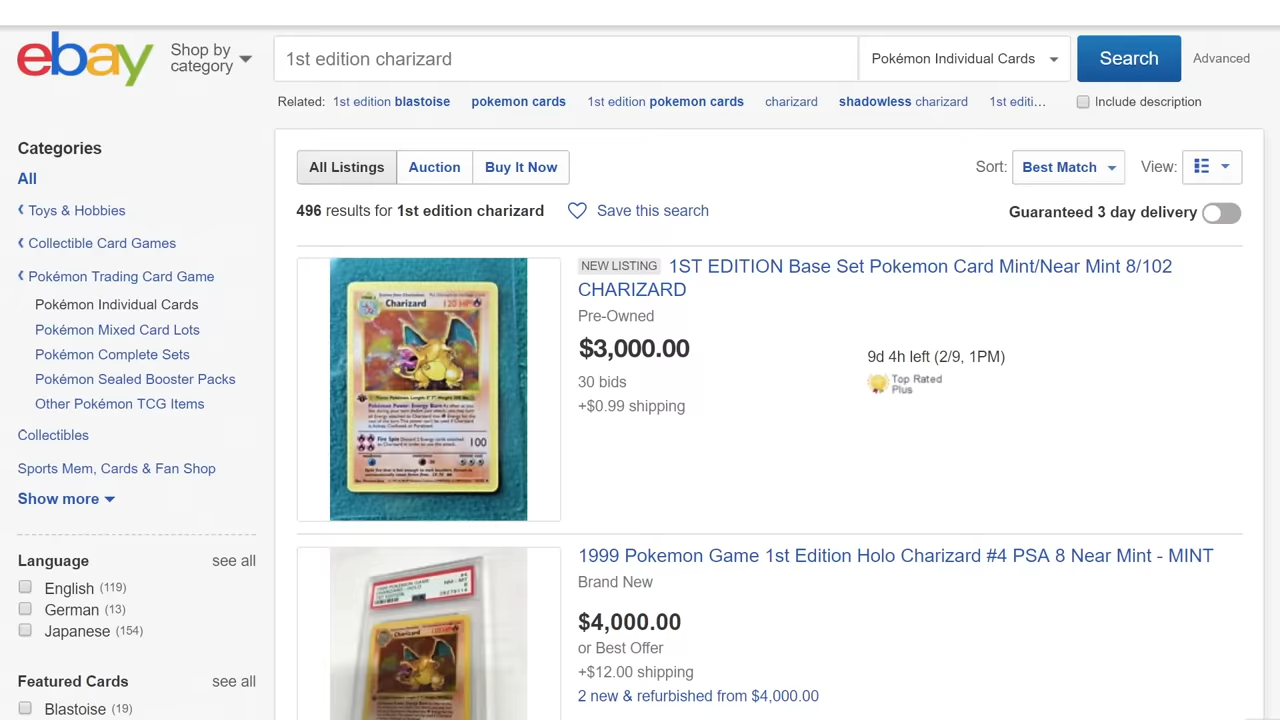 ebay
Shop by
category
1st edition charizard
Pokémon Individual Cards
Search
Advanced
Related: 1st edition blastoise pokemon cards 1st edition pokemon cards charizard shadowless charizard 1st editi...
Include description
Categories
All
Toys & Hobbies
Collectible Card Games
Pokémon Trading Card Game
Pokémon Individual Cards
Pokémon Mixed Card Lots
Pokémon Complete Sets
Pokémon Sealed Booster Packs
Other Pokémon TCG Items
Collectibles
Sports Mem, Cards & Fan Shop
Show more
Language see all
English (119)
German (13)
Japanese (154)
Featured Cards see all
Blastoise (19)
All Listings Auction Buy It Now
Sort: Best Match View:
496 results for 1st edition charizard Save this search
Guaranteed 3 day delivery
Charizard 120 HP
Fire Spin
100
NEW LISTING 1ST EDITION Base Set Pokemon Card Mint/Near Mint 8/102
CHARIZARD
Pre-Owned
$3,000.00
30 bids
+$0.99 shipping
9d 4h left (2/9, 1PM)
Top Rated
Plus
Charizard
1999 Pokemon Game 1st Edition Holo Charizard #4 PSA 8 Near Mint - MINT
Brand New
$4,000.00
or Best Offer
+$12.00 shipping
2 new & refurbished from $4,000.00